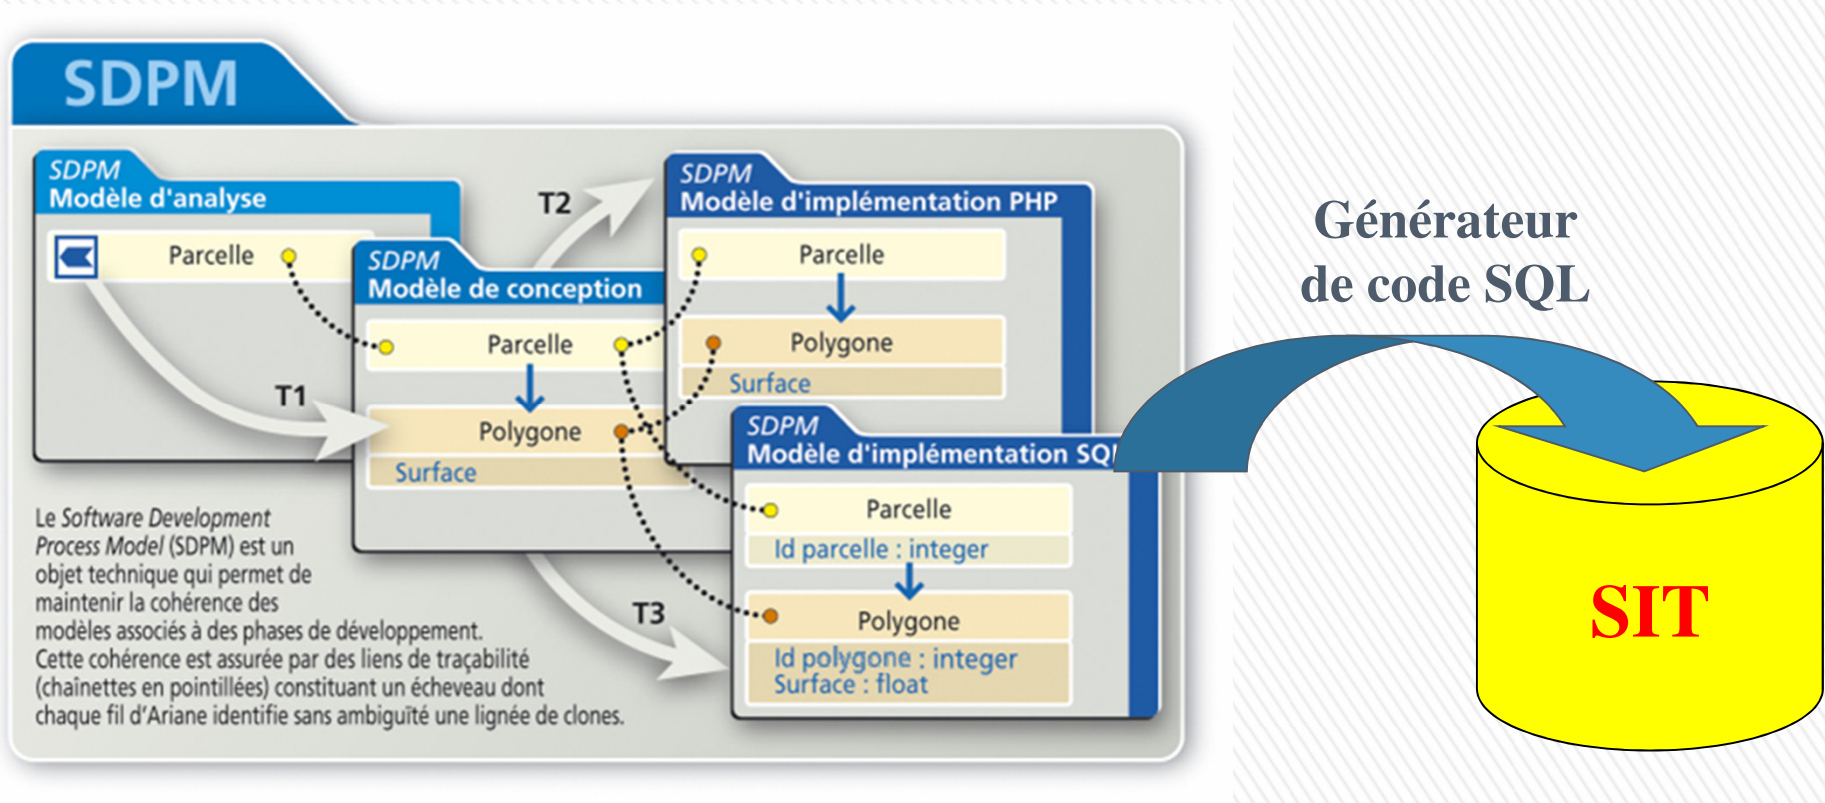 SDPM
SDPM
Modèle d'analyse
Parcelle
T1
SDPM
Modèle de conception
Parcelle
Polygone
Surface
T2
SDPM
Modèle d'implémentation PHP
Parcelle
Polygone
Surface
T3
SDPM
Modèle d'implémentation SQL
Parcelle
Id parcelle : integer
Polygone
Id polygone : integer
Surface : float
Le Software Development
Process Model (SDPM) est un
objet technique qui permet de
maintenir la cohérence des
modèles associés à des phases de développement.
Cette cohérence est assurée par des liens de traçabilité
(chaînettes en pointillées) constituant un écheveau dont
chaque fil d'Ariane identifie sans ambiguïté une lignée de clones.
Générateur
de code SQL
SIT